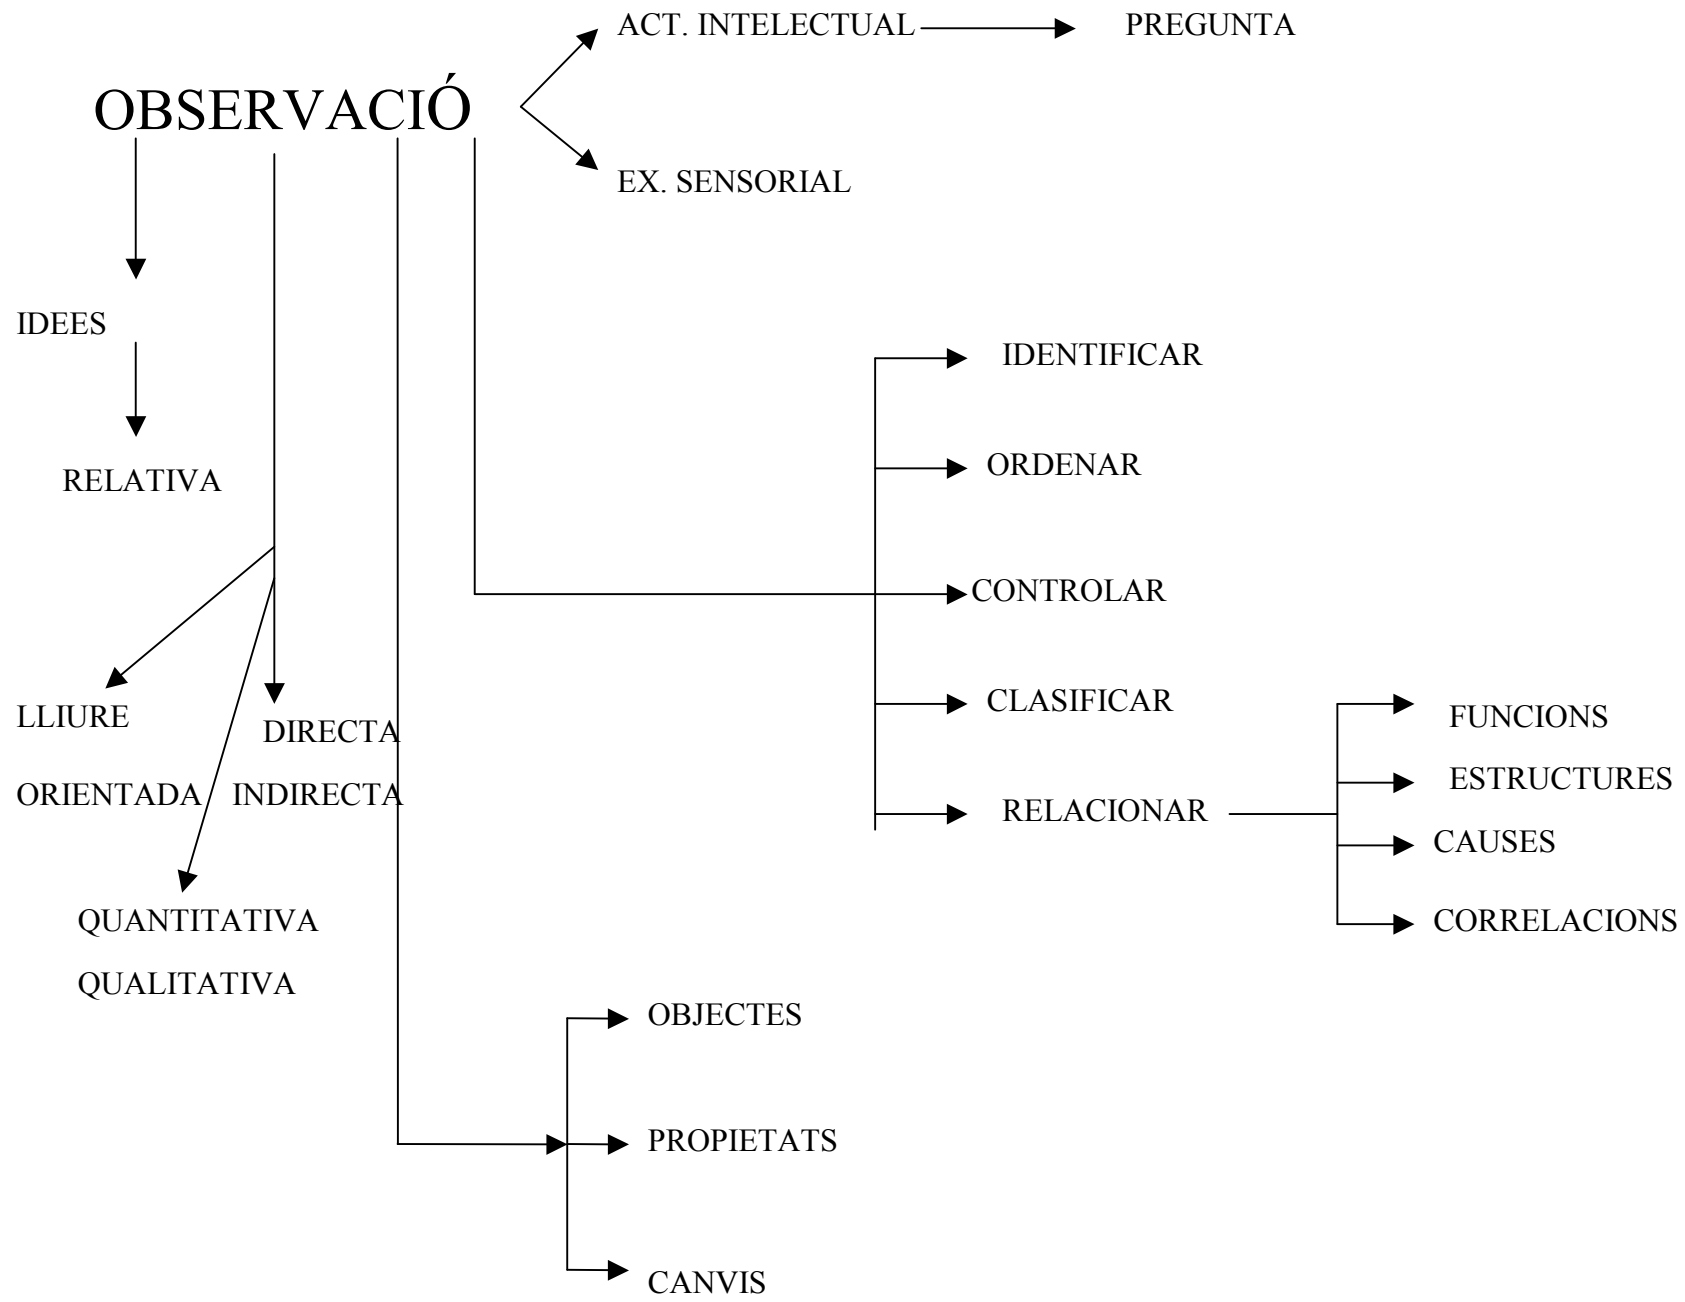 ACT. INTELECTUAL PREGUNTA
OBSERVACIÓ
EX. SENSORIAL
IDEES
IDENTIFICAR
ORDENAR
RELATIVA
CONTROLAR
CLASIFICAR
LLIURE
DIRECTA
FUNCIONS
ORIENTADA INDIRECTA
ESTRUCTURES
RELACIONAR
CAUSES
QUANTITATIVA
CORRELACIONS
QUALITATIVA
OBJECTES
PROPIETATS
CANVIS